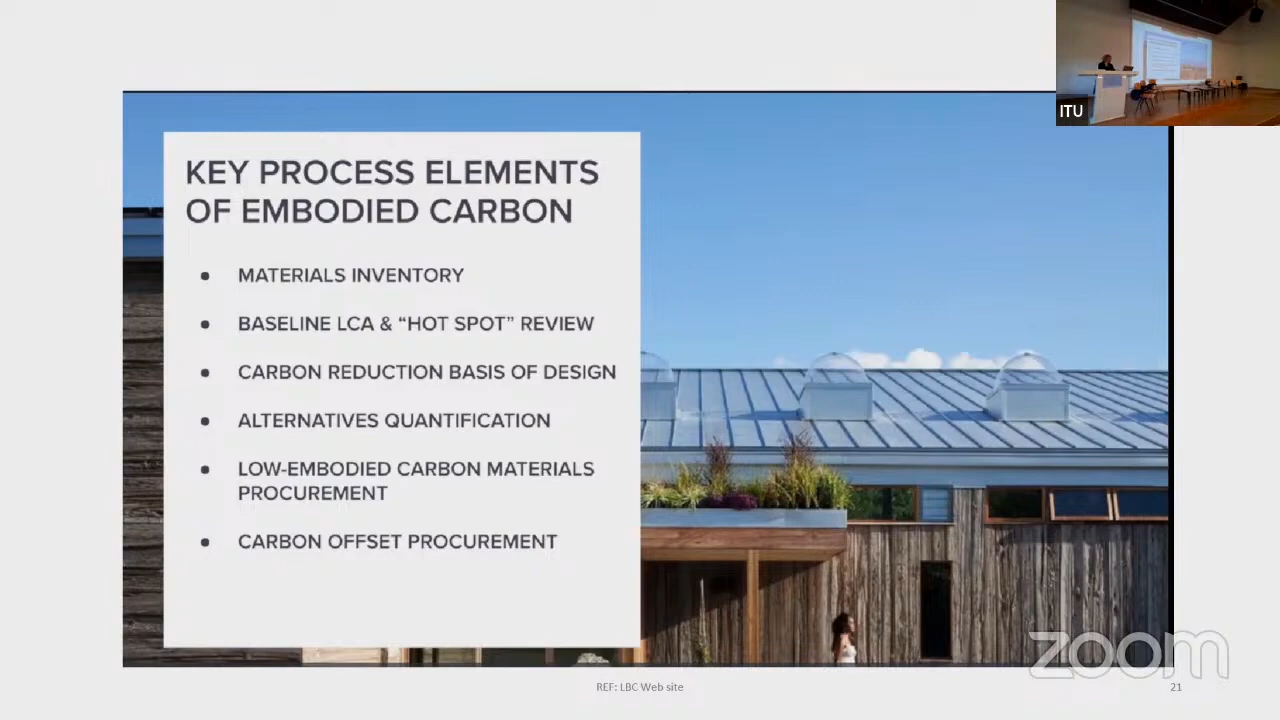 ITU
KEY PROCESS ELEMENTS
OF EMBODIED CARBON
• MATERIALS INVENTORY
• BASELINE LCA & “HOT SPOT” REVIEW
• CARBON REDUCTION BASIS OF DESIGN
• ALTERNATIVES QUANTIFICATION
• LOW-EMBODIED CARBON MATERIALS
PROCUREMENT
• CARBON OFFSET PROCUREMENT
zoom
REF: LBC Web site
21